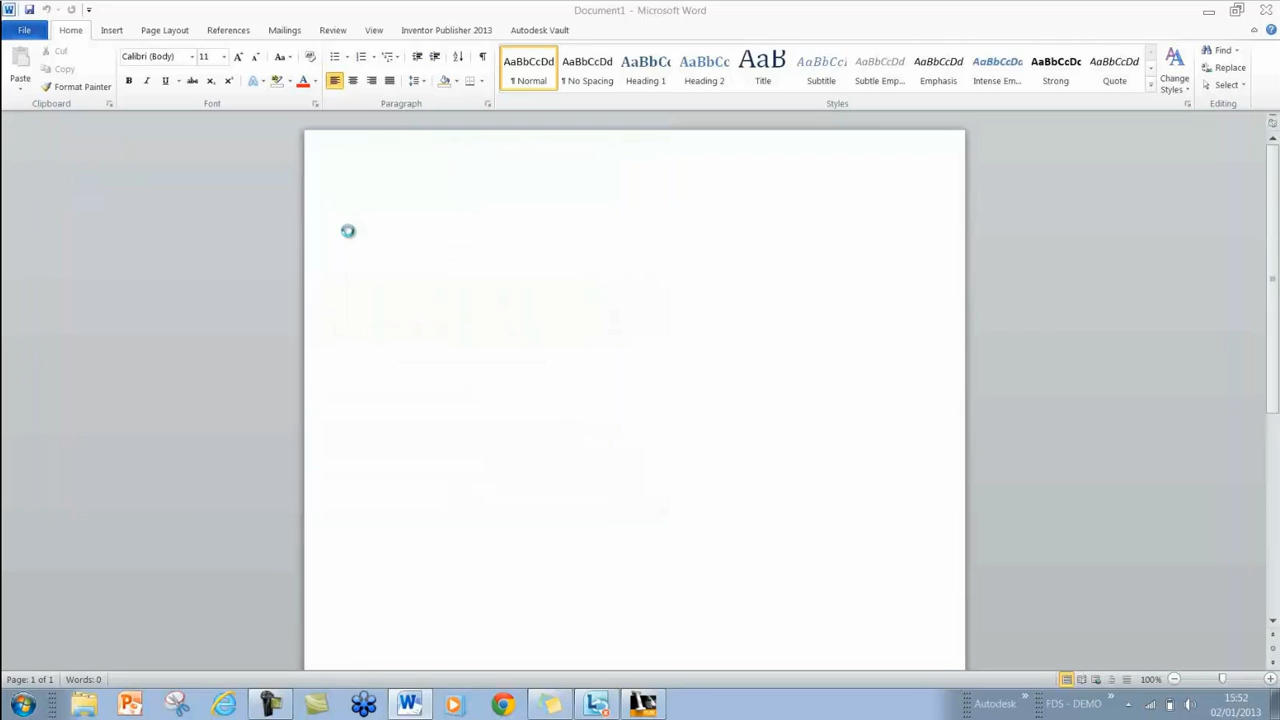 Document1 - Microsoft Word
File Home Insert Page Layout References Mailings Review View Inventor Publisher 2013 Autodesk Vault
Paste
Cut
Copy
Format Painter
Clipboard
Calibri (Body) 11
Font
Paragraph
AaBbCcDd AaBbCcDd AaBbCc AaBbCc AaB AaBbCc AaBbCcDd AaBbCcDd AaBbCcDd AaBbCcDc AaBbCcDd
¶ Normal ¶ No Spacing Heading 1 Heading 2 Title Subtitle Subtle Emp... Emphasis Intense Em... Strong Quote
Styles
Change
Styles
Find
Replace
Select
Editing
Page: 1 of 1 Words: 0 100%
Autodesk FDS - DEMO 15:52
02/01/2013